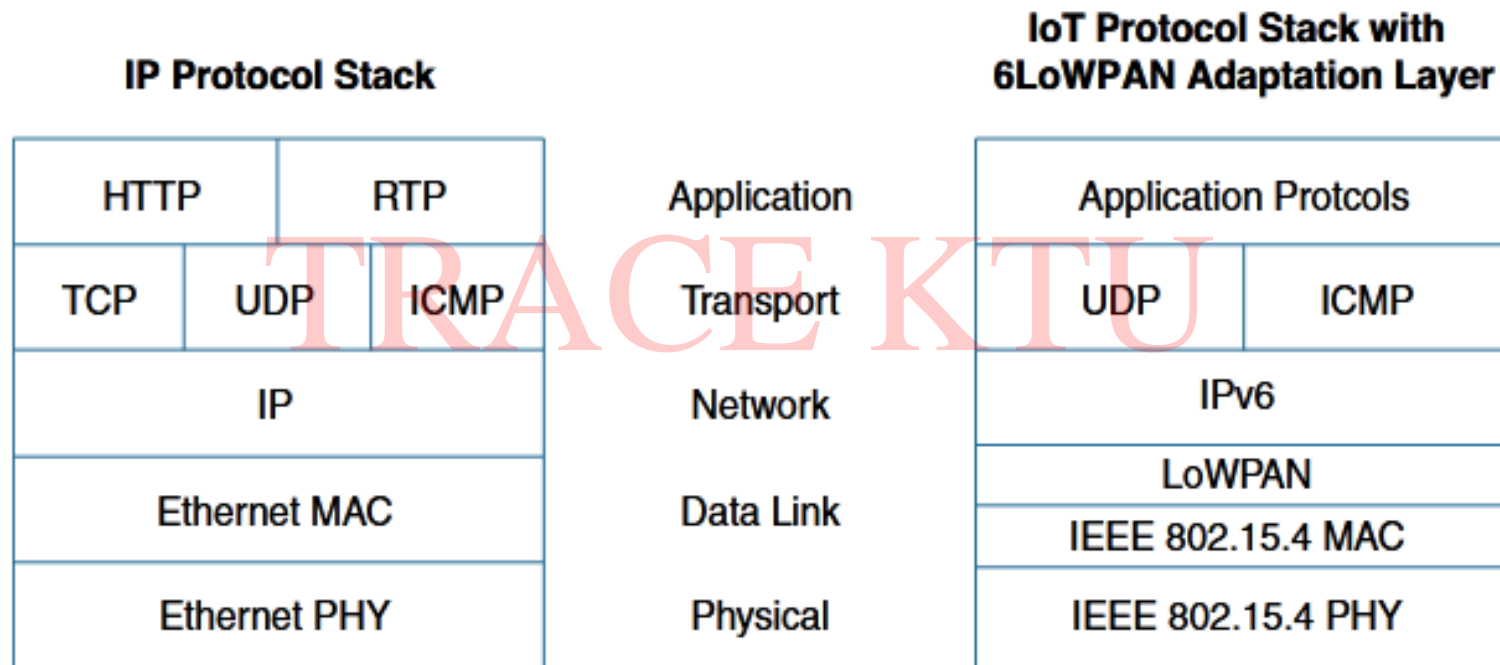 IP Protocol Stack
IoT Protocol Stack with
6LoWPAN Adaptation Layer
HTTP RTP Application Application Protcols
TRACE KTU
TCP UDP ICMP Transport UDP ICMP
IP Network IPv6
LoWPAN
Ethernet MAC Data Link
IEEE 802.15.4 MAC
Ethernet PHY Physical IEEE 802.15.4 PHY